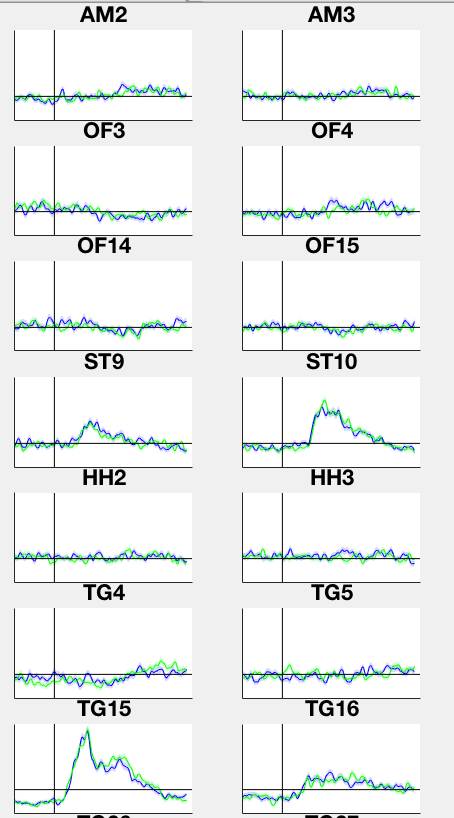 AM2 AM3
OF3 OF4
OF14 OF15
ST9 ST10
HH2 HH3
TG4 TG5
TG15 TG16